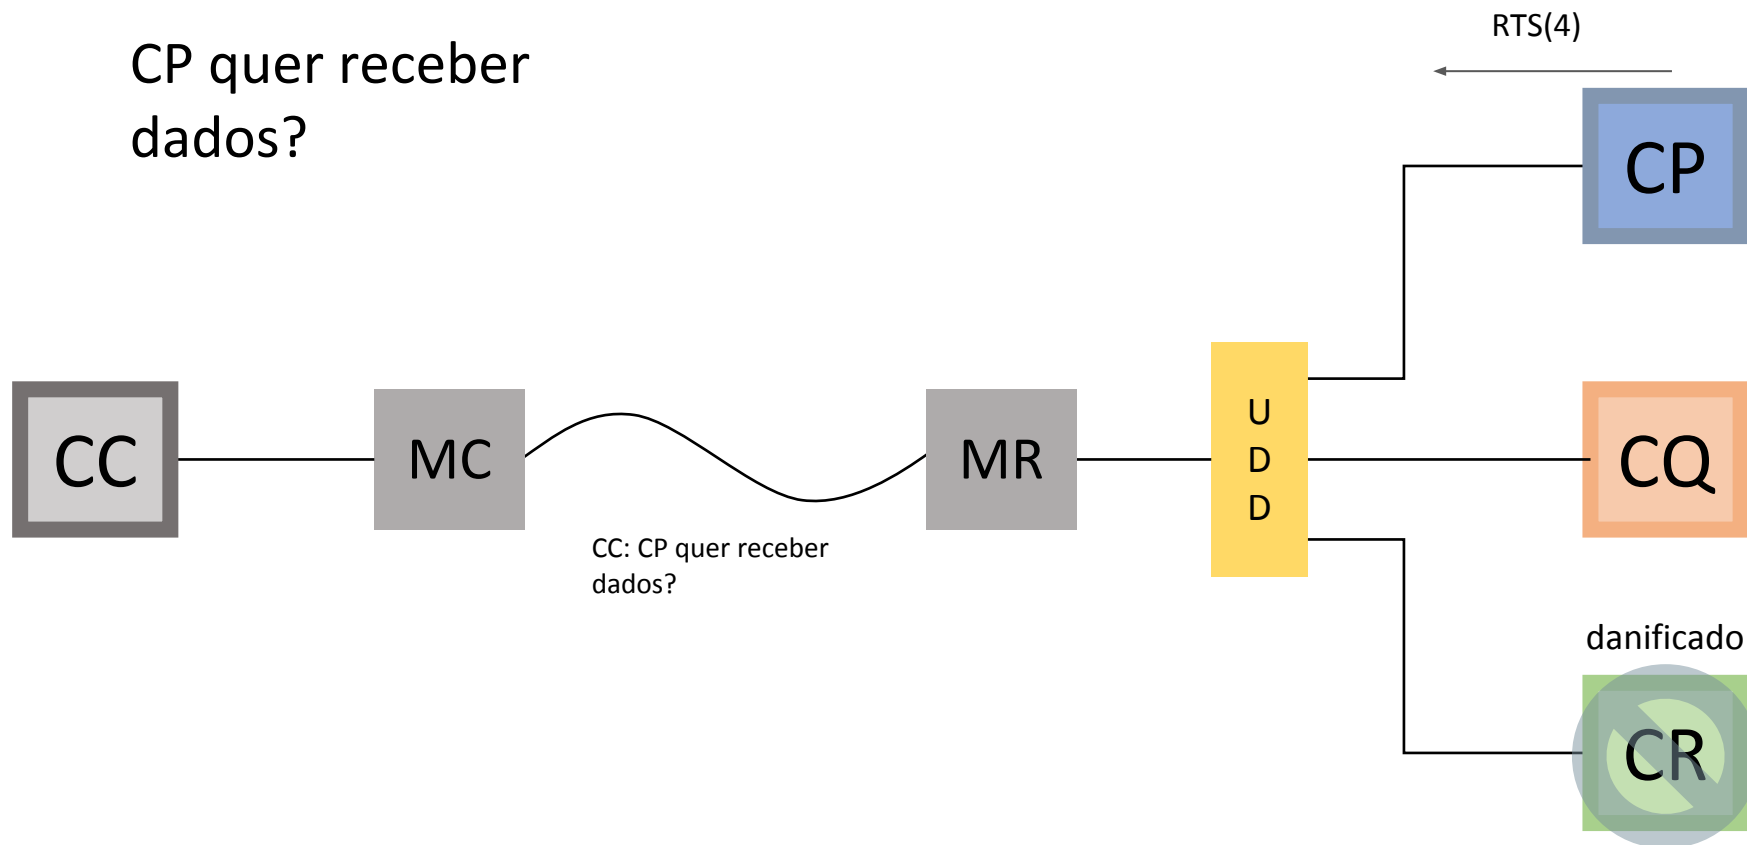 CP quer receber
dados?
RTS(4)
CP
CC
MC
MR
U
D
D
CQ
CC: CP quer receber
dados?
danificado
CR